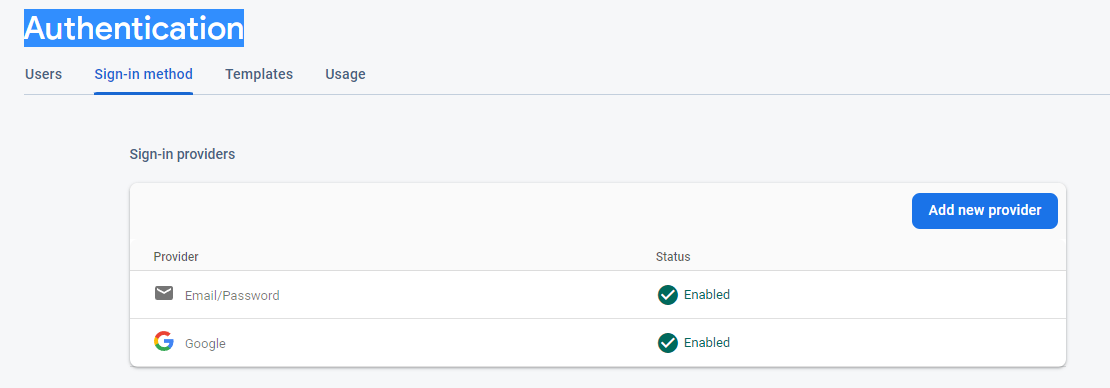 Authentication
Users Sign-in method Templates Usage
Sign-in providers
Add new provider
Provider Status
Email/Password Enabled
Google Enabled